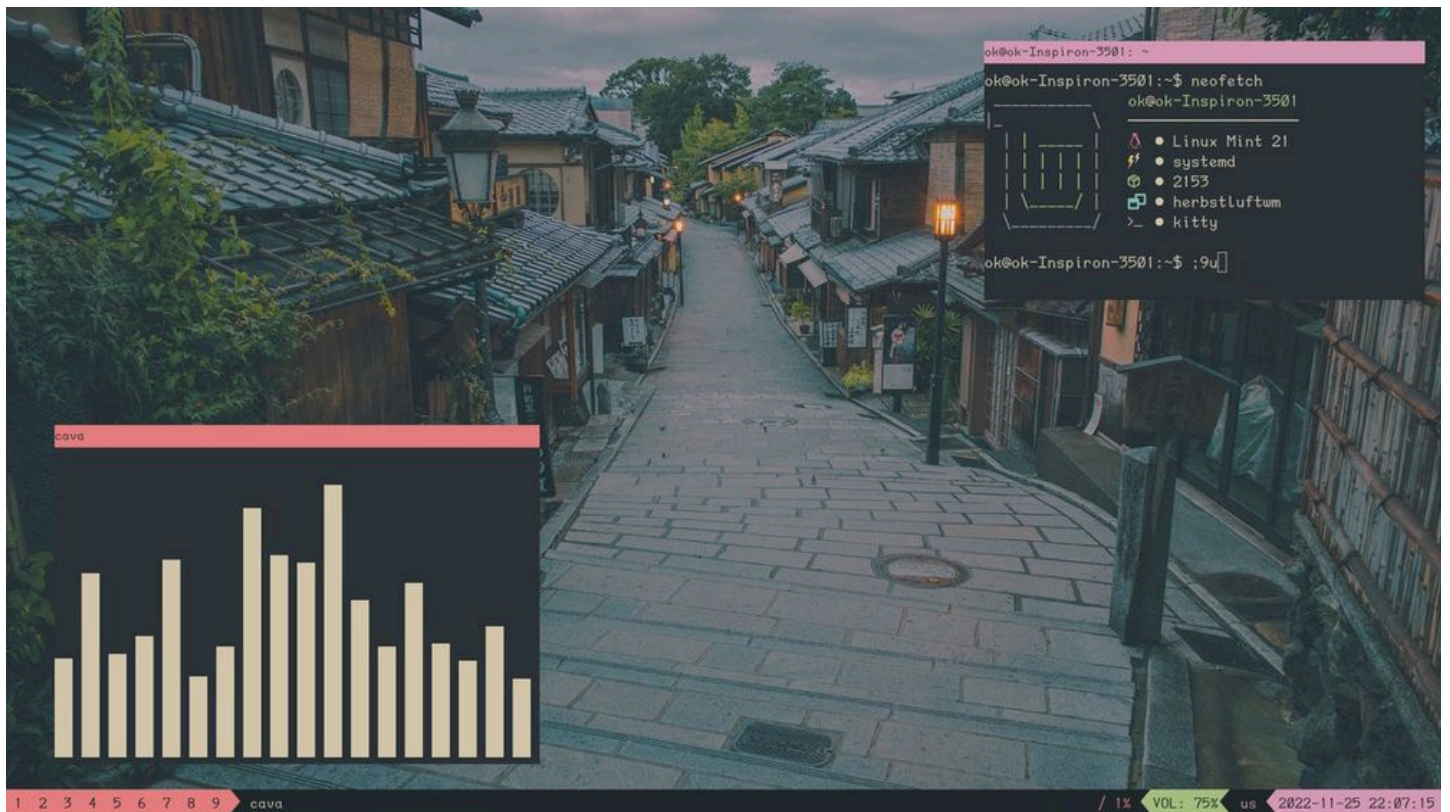 ok@ok-Inspiron-3501: ~
ok@ok-Inspiron-3501:~$ neofetch
ok@ok-Inspiron-3501
● Linux Mint 21
● systemd
● 2153
● herbstluftwm
>_ ● kitty
ok@ok-Inspiron-3501:~$ ;9u
cava
1 2 3 4 5 6 7 8 9 cava / 1% VOL: 75% us 2022-11-25 22:07:15